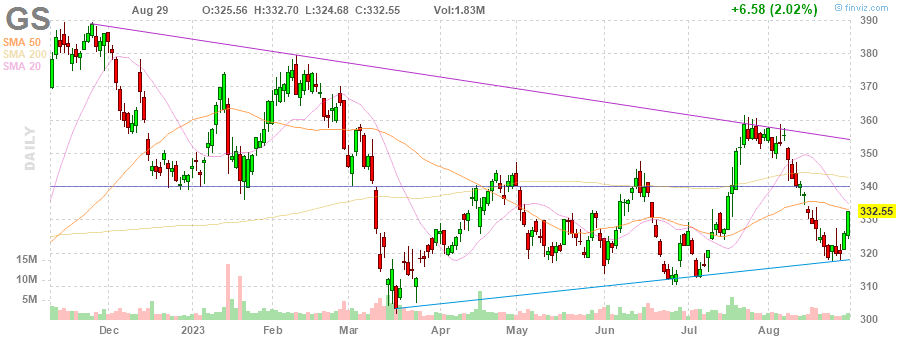 GS
Aug 29 O:325.56 H:332.70 L:324.68 C:332.55 Vol:1.83M +6.58 (2.02%)
© finviz.com
SMA 50
SMA 200
SMA 20
DAILY
390
380
370
360
350
340
332.55
330
320
310
300
15M
10M
5M
Dec 2023 Feb Mar Apr May Jun Jul Aug